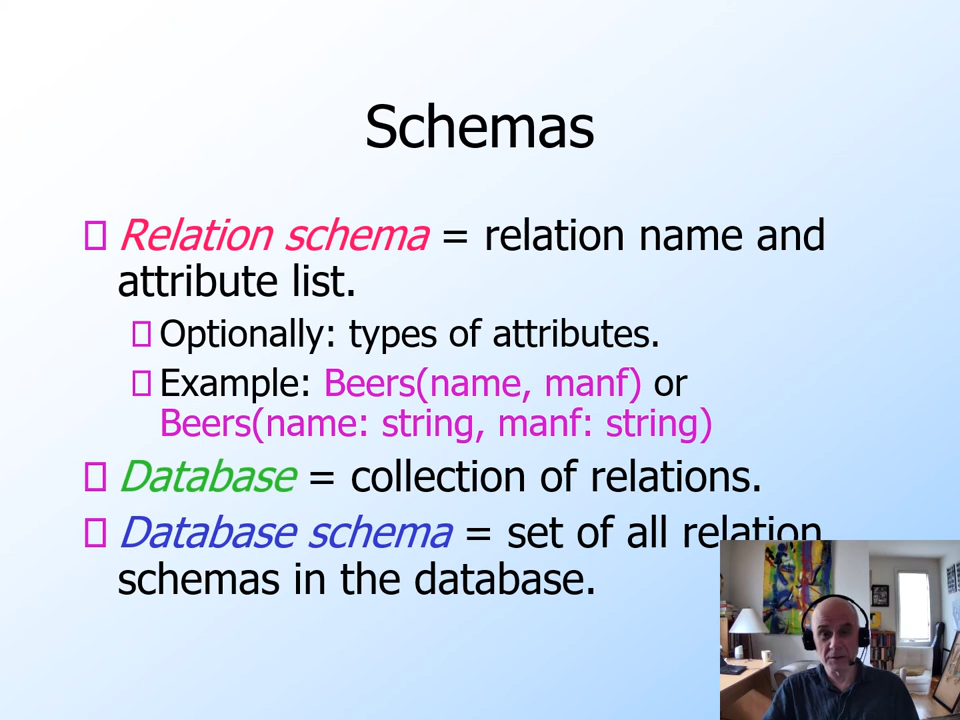 Schemas
Relation schema = relation name and
attribute list.
Optionally: types of attributes.
Example: Beers(name, manf) or
Beers(name: string, manf: string)
Database = collection of relations.
Database schema = set of all relation
schemas in the database.